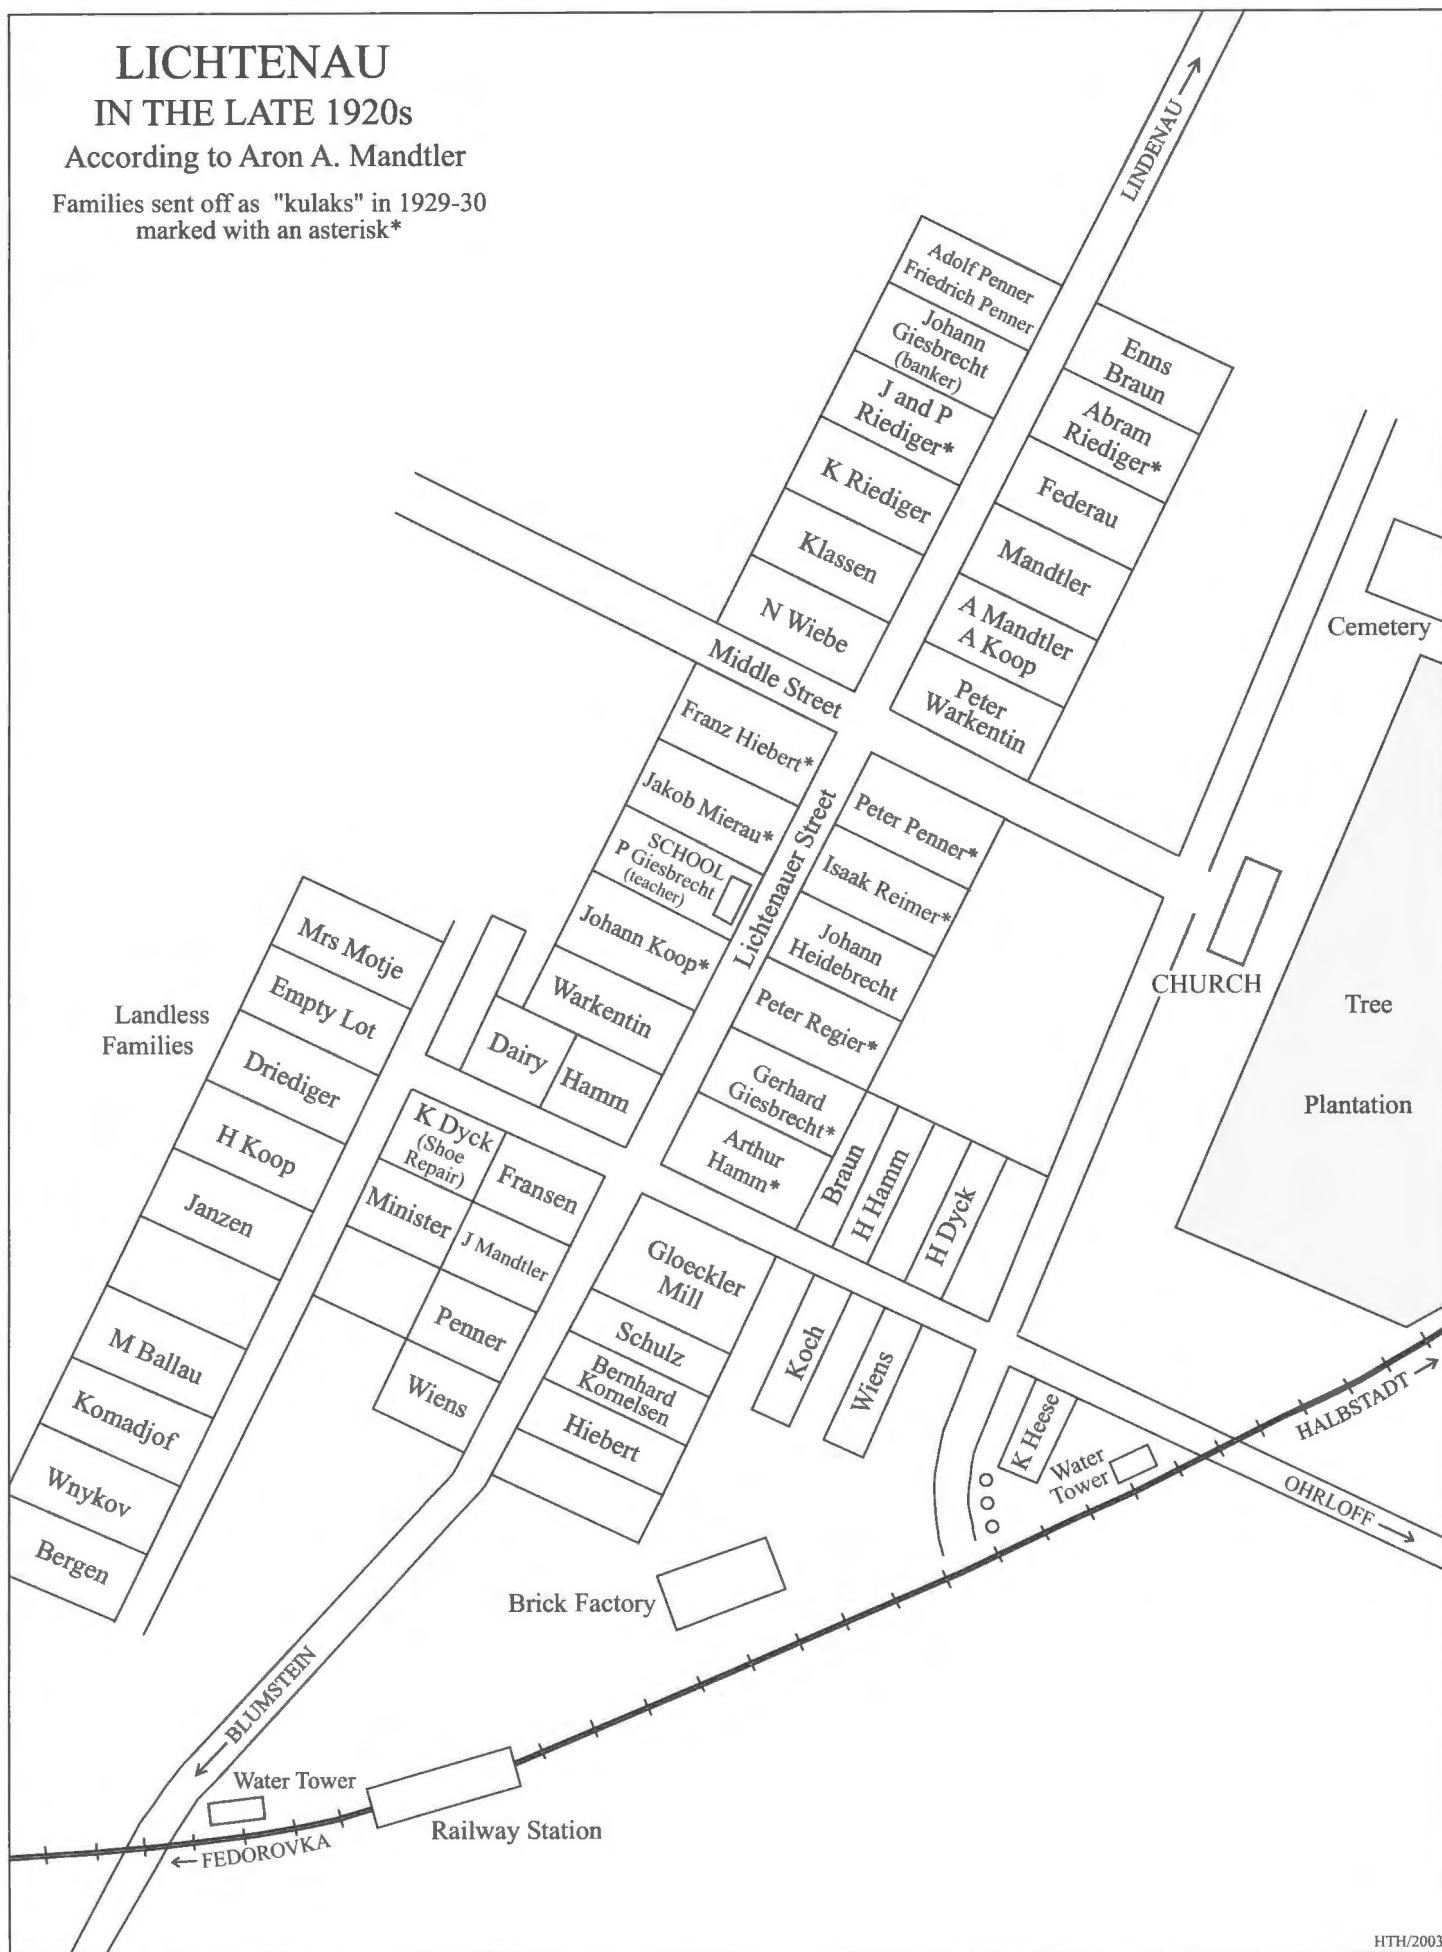 LICHTENAU
IN THE LATE 1920s
According to Aron A. Mandtler
Families sent off as "kulaks" in 1929-30
marked with an asterisk*
LINDENAU
Adolf Penner
Friedrich Penner
Johann
Giesbrecht
(banker)
J and P
Riediger*
K Riediger
Klassen
N Wiebe
Enns
Braun
Abram
Riediger*
Federau
Mandtler
A Mandtler
A Koop
Peter
Warkentin
Cemetery
Middle Street
Franz Hiebert*
Jakob Mierau*
SCHOOL
P Giesbrecht
(teacher)
Johann Koop*
Warkentin
Dairy
Hamm
Lichtenauer Street
Peter Penner*
Isaak Reimer*
Johann
Heidebrecht
Peter Regier*
Gerhard
Giesbrecht*
Arthur
Hamm*
Braun
H Hamm
H Dyck
CHURCH
Tree
Plantation
Landless
Families
Mrs Motje
Empty Lot
Driediger
H Koop
Janzen
M Ballau
Komadjof
Wnykov
Bergen
K Dyck
(Shoe
Repair)
Fransen
Minister
J Mandtler
Penner
Wiens
Gloeckler
Mill
Schulz
Bernhard
Kornelsen
Hiebert
Koch
Wiens
K Heese
Water
Tower
HALBSTADT
OHRLOFF
Brick Factory
BLUMSTEIN
Water Tower
Railway Station
FEDOROVKA
HTH/2003